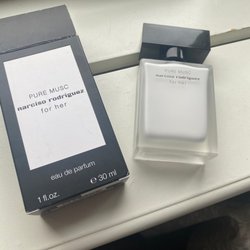 PURE MUSC
narciso rodriguez
for her
eau de parfum
1 fl.oz. ℮ 30 ml
PURE MUSC
narciso rodriguez
for her